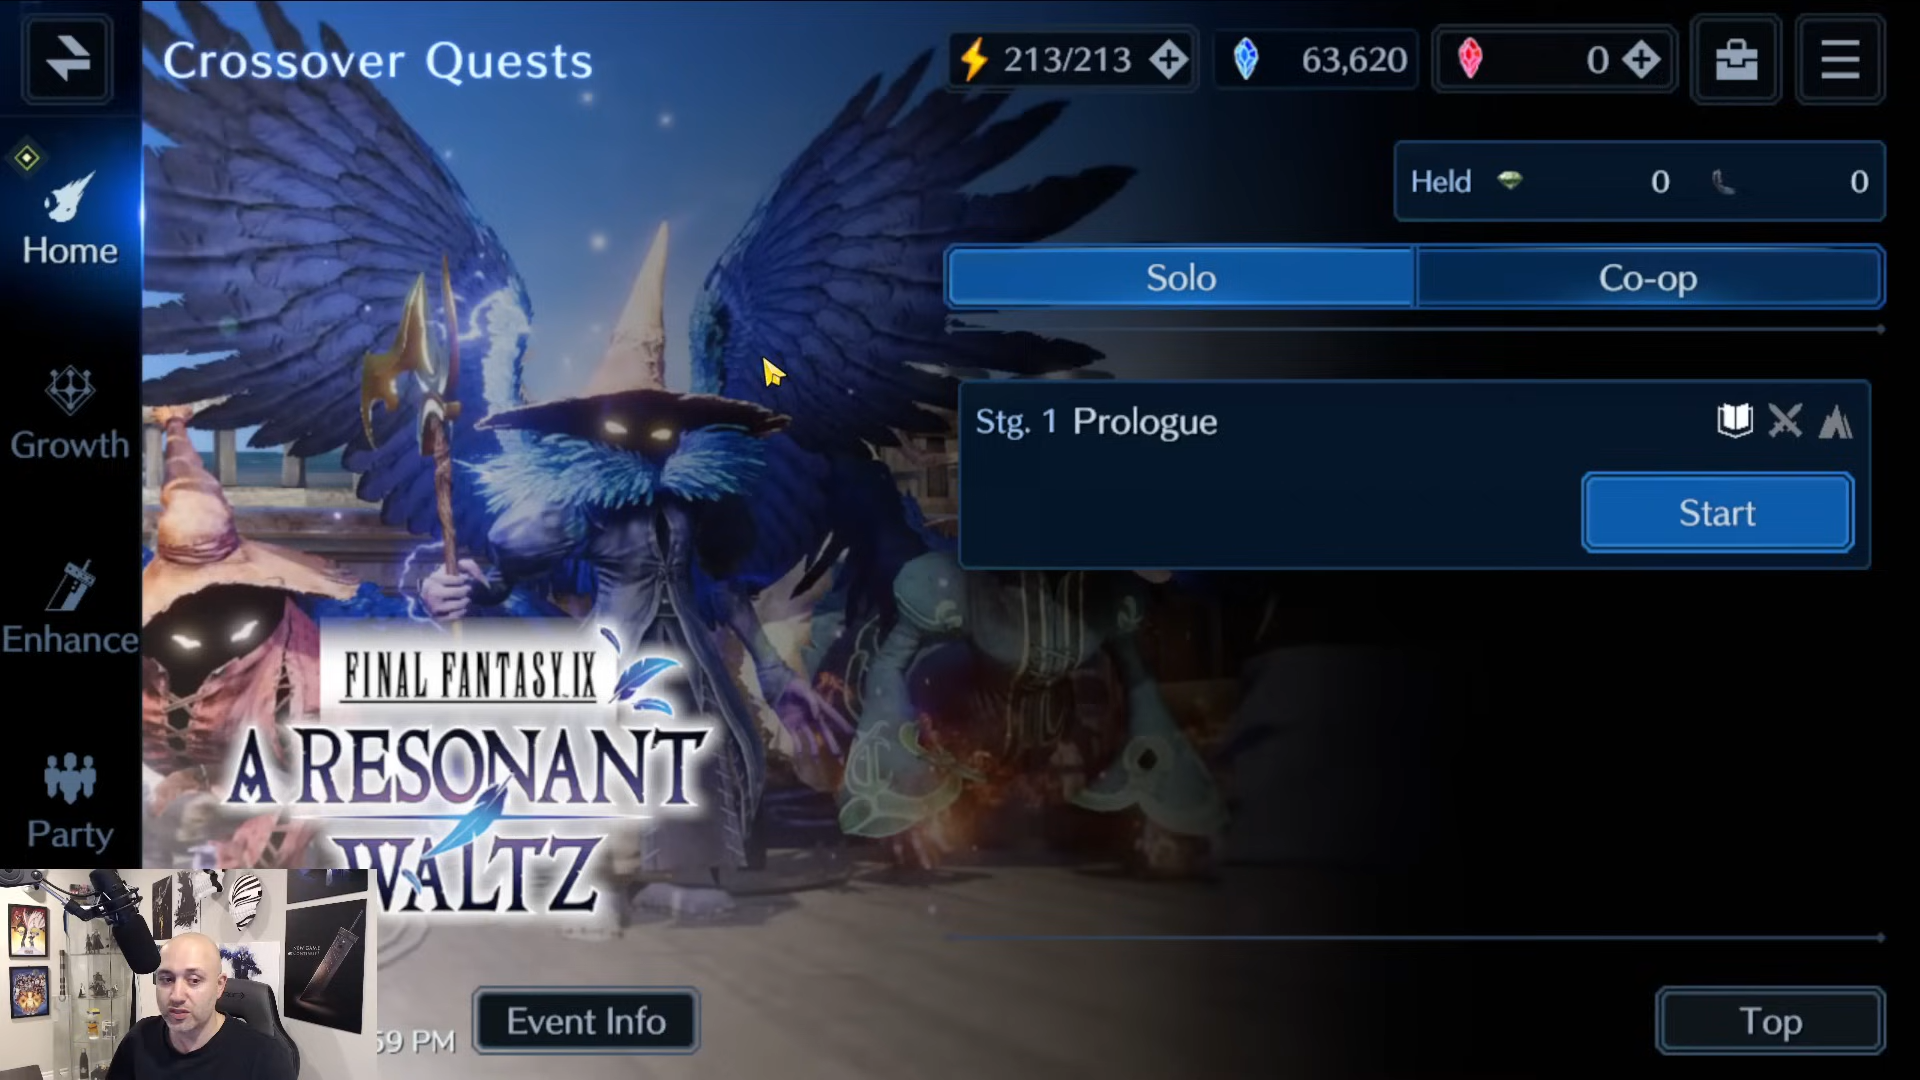 Crossover Quests
213/213
63,620
0
Held 0 0
Home
Solo Co-op
Stg. 1 Prologue
Start
Growth
Enhance
FINAL FANTASY IX
A RESONANT
WALTZ
Party
59 PM
Event Info
Top